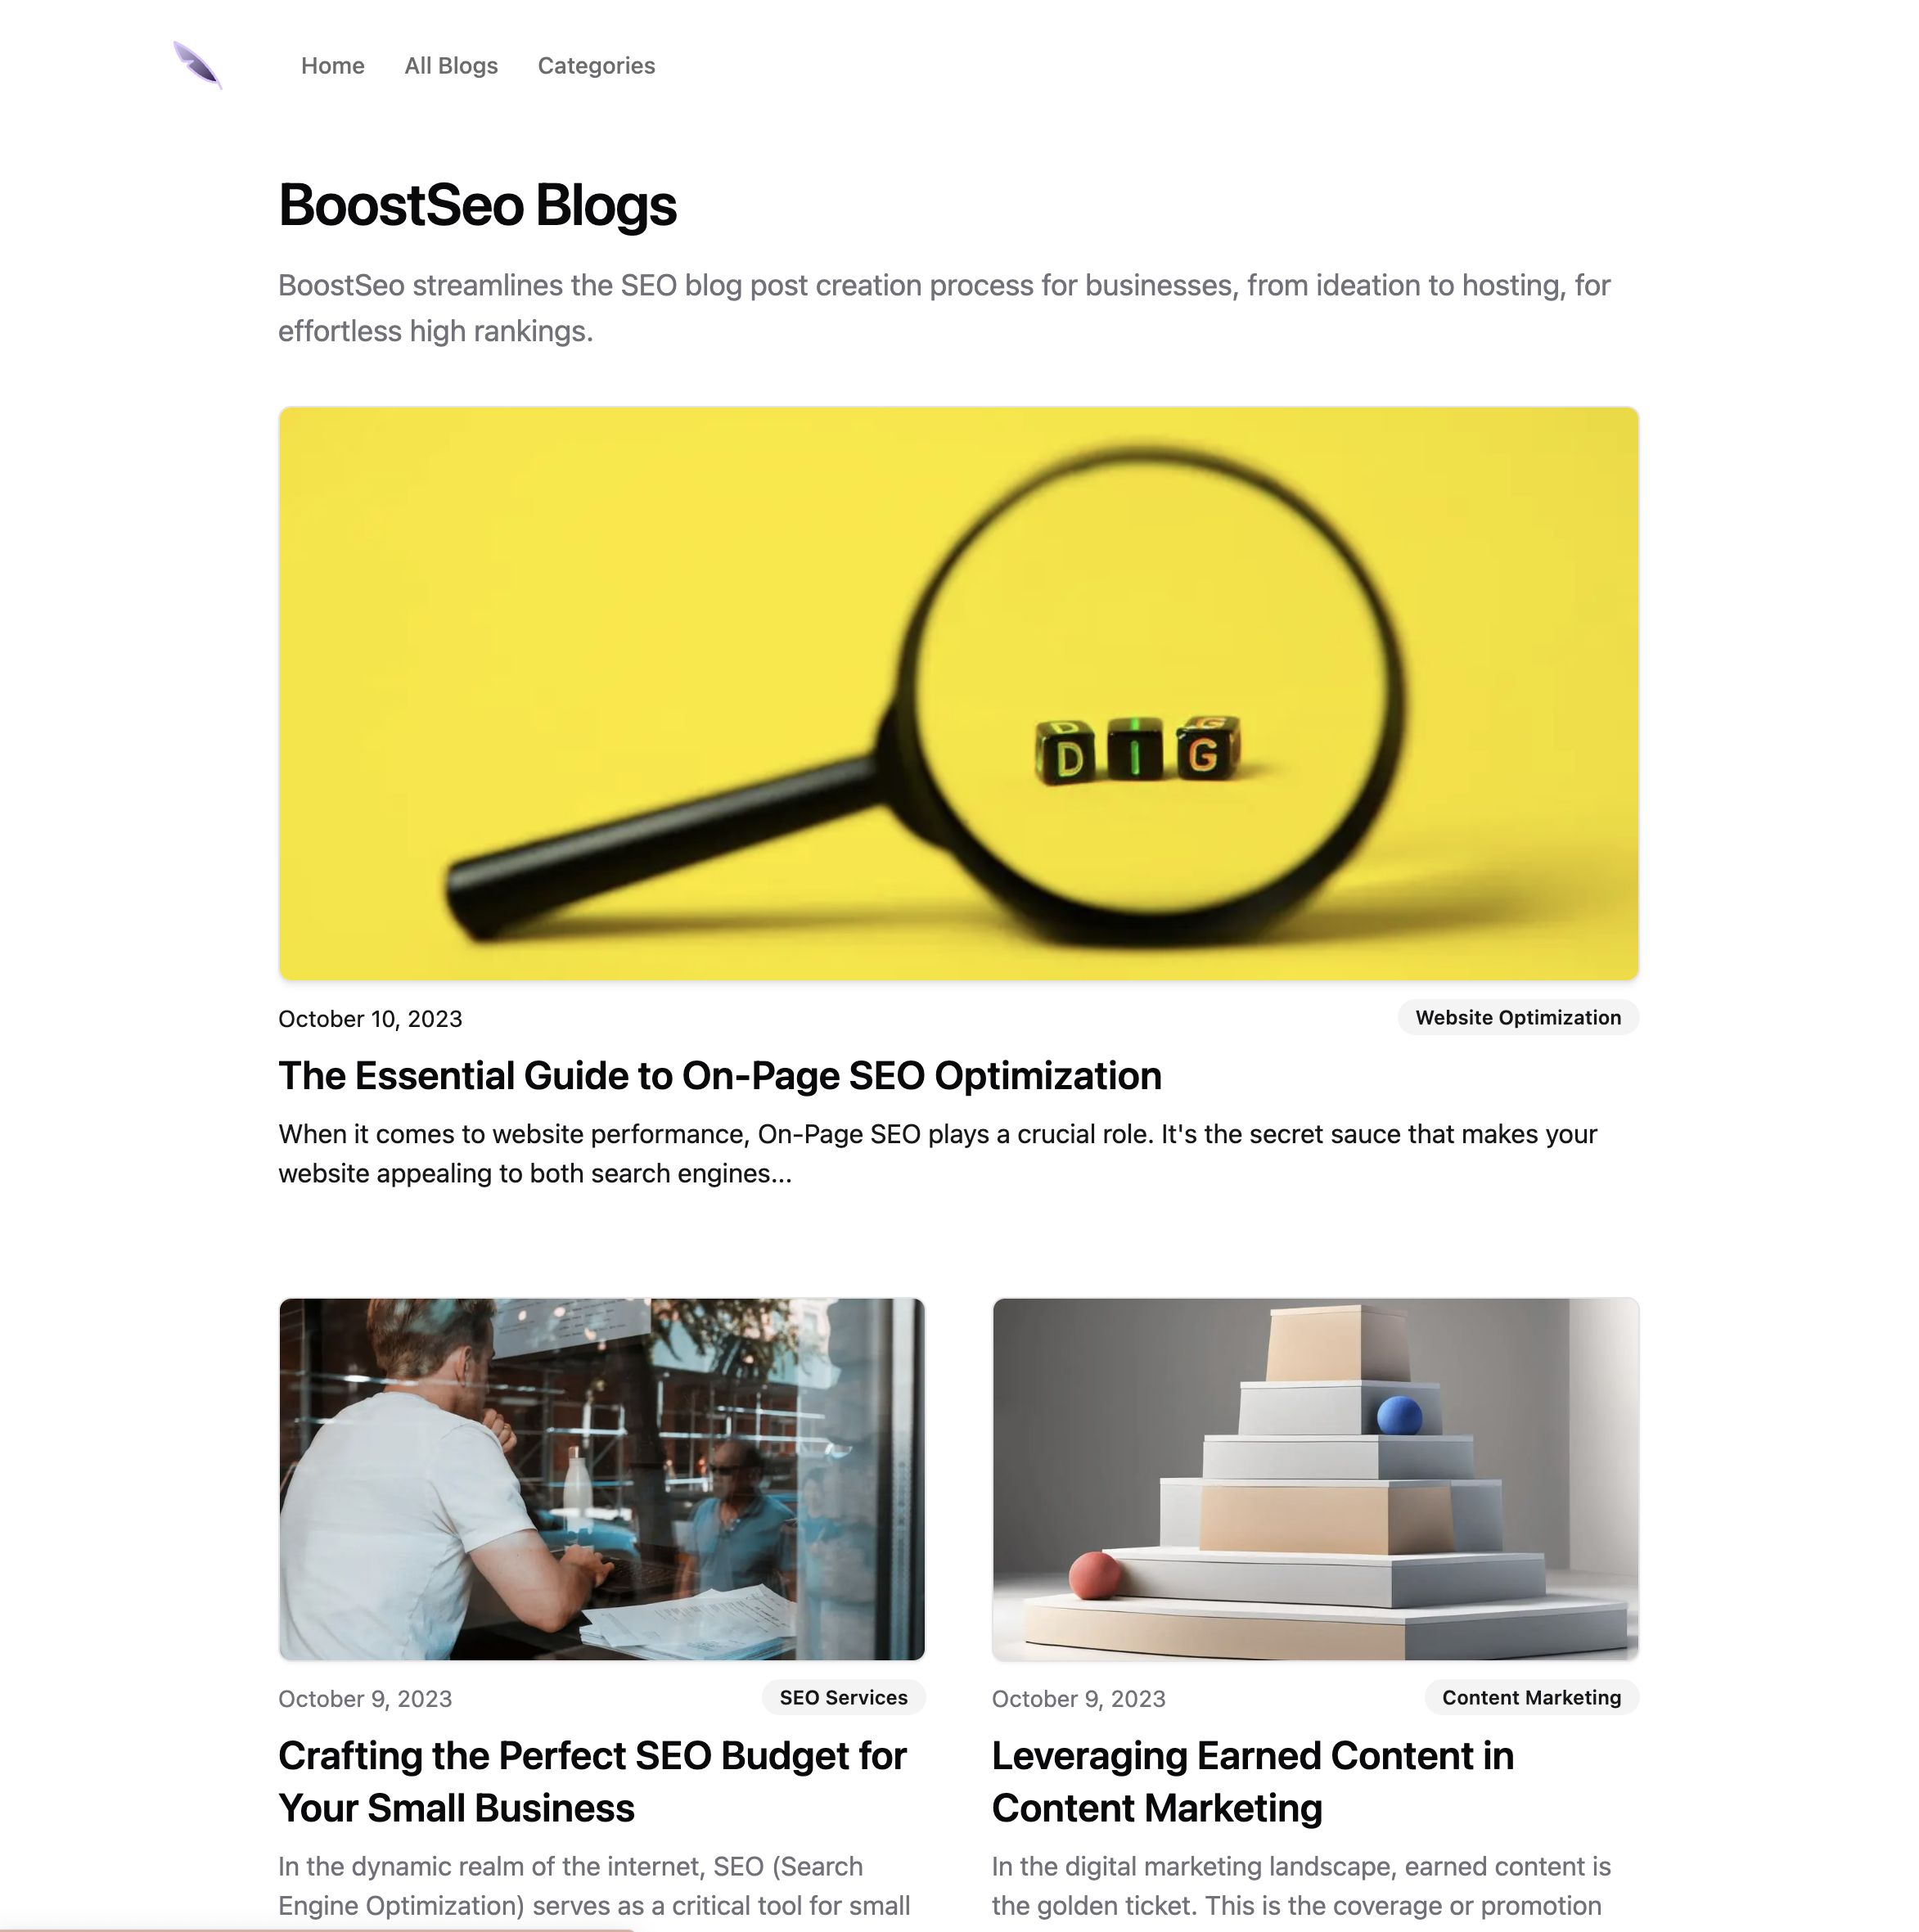 Home
All Blogs
Categories
BoostSeo Blogs
BoostSeo streamlines the SEO blog post creation process for businesses, from ideation to hosting, for
effortless high rankings.
D I G
D I G
October 10, 2023
Website Optimization
The Essential Guide to On-Page SEO Optimization
When it comes to website performance, On-Page SEO plays a crucial role. It's the secret sauce that makes your
website appealing to both search engines...
October 9, 2023
SEO Services
Crafting the Perfect SEO Budget for
Your Small Business
In the dynamic realm of the internet, SEO (Search
Engine Optimization) serves as a critical tool for small
October 9, 2023
Content Marketing
Leveraging Earned Content in
Content Marketing
In the digital marketing landscape, earned content is
the golden ticket. This is the coverage or promotion